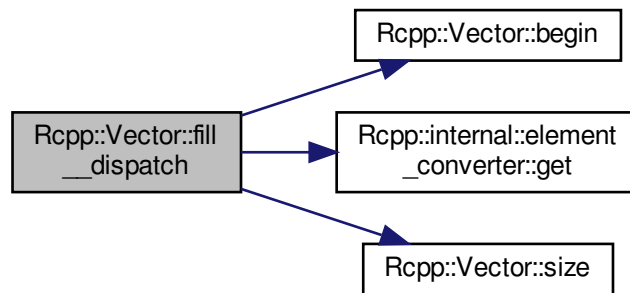 Rcpp::Vector::fill
__dispatch
Rcpp::Vector::begin
Rcpp::internal::element
_converter::get
Rcpp::Vector::size